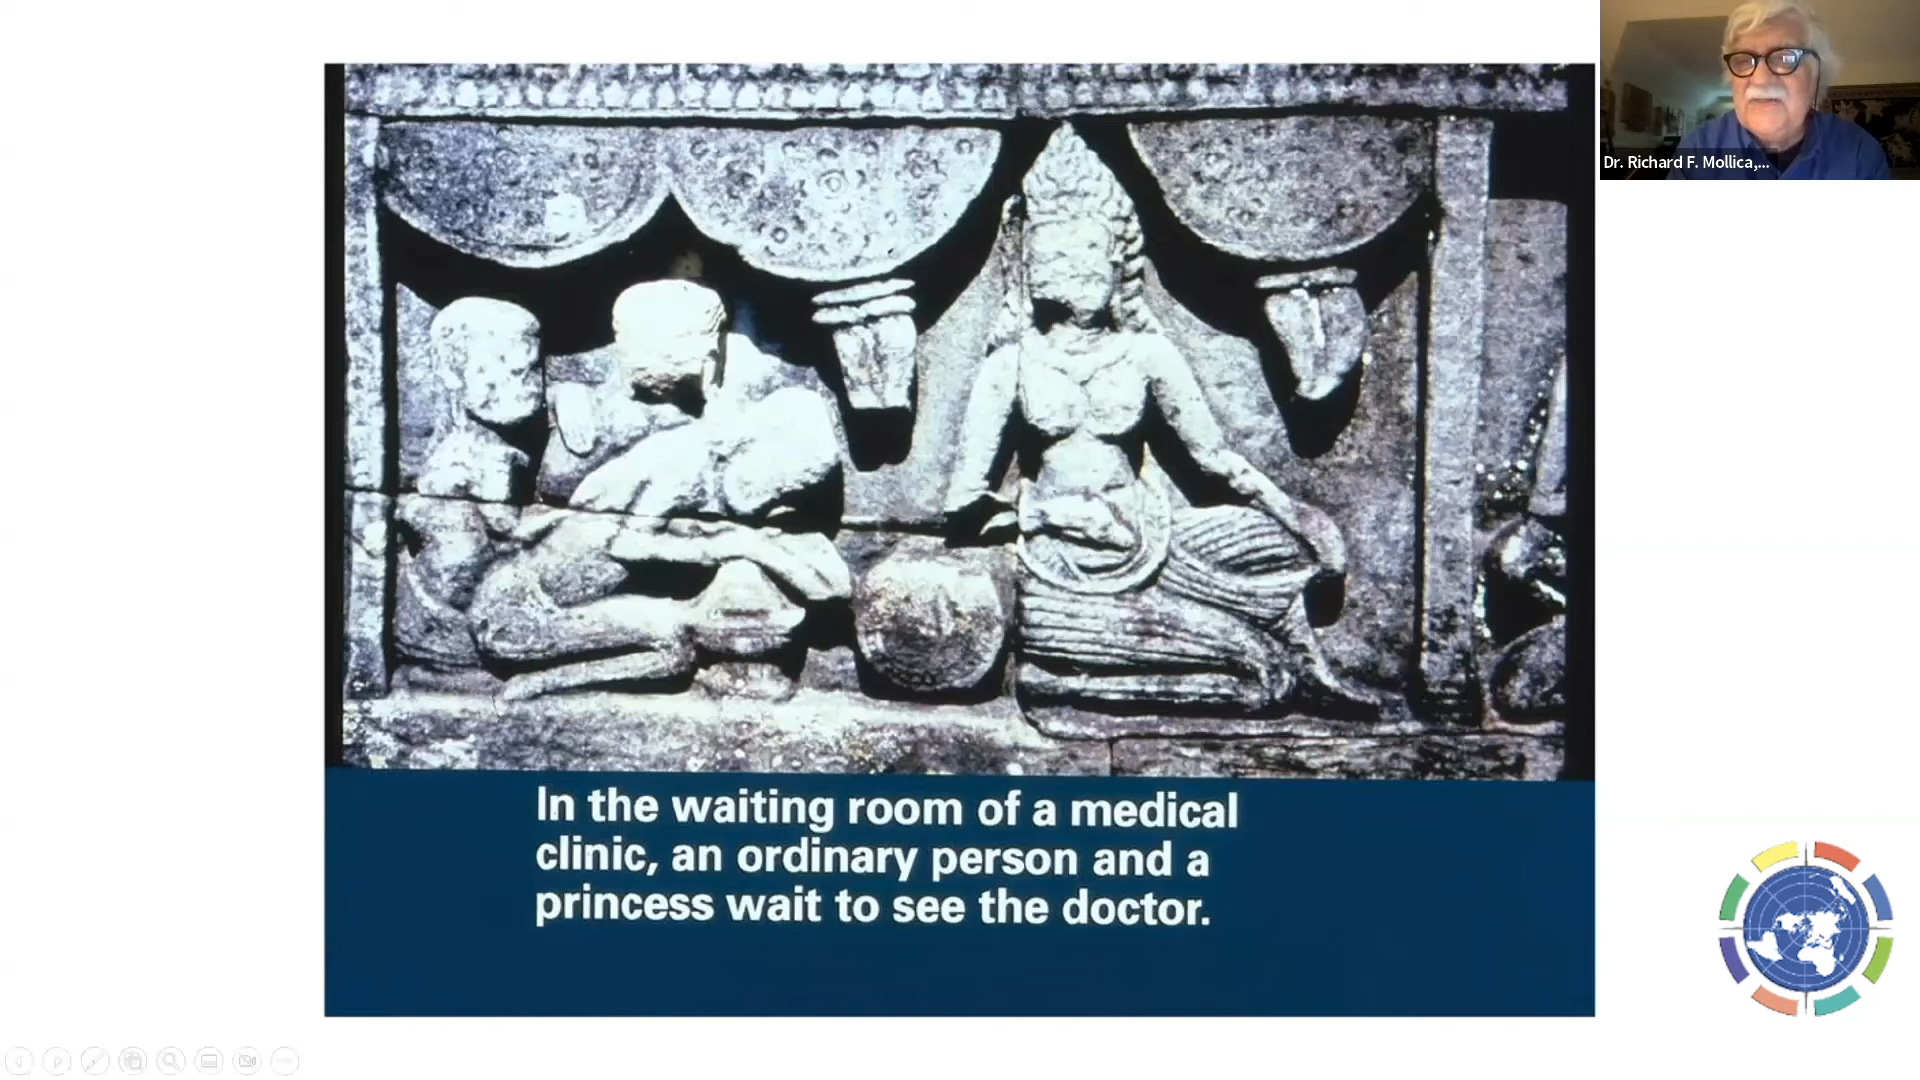 Dr. Richard F. Mollica,...
In the waiting room of a medical
clinic, an ordinary person and a
princess wait to see the doctor.